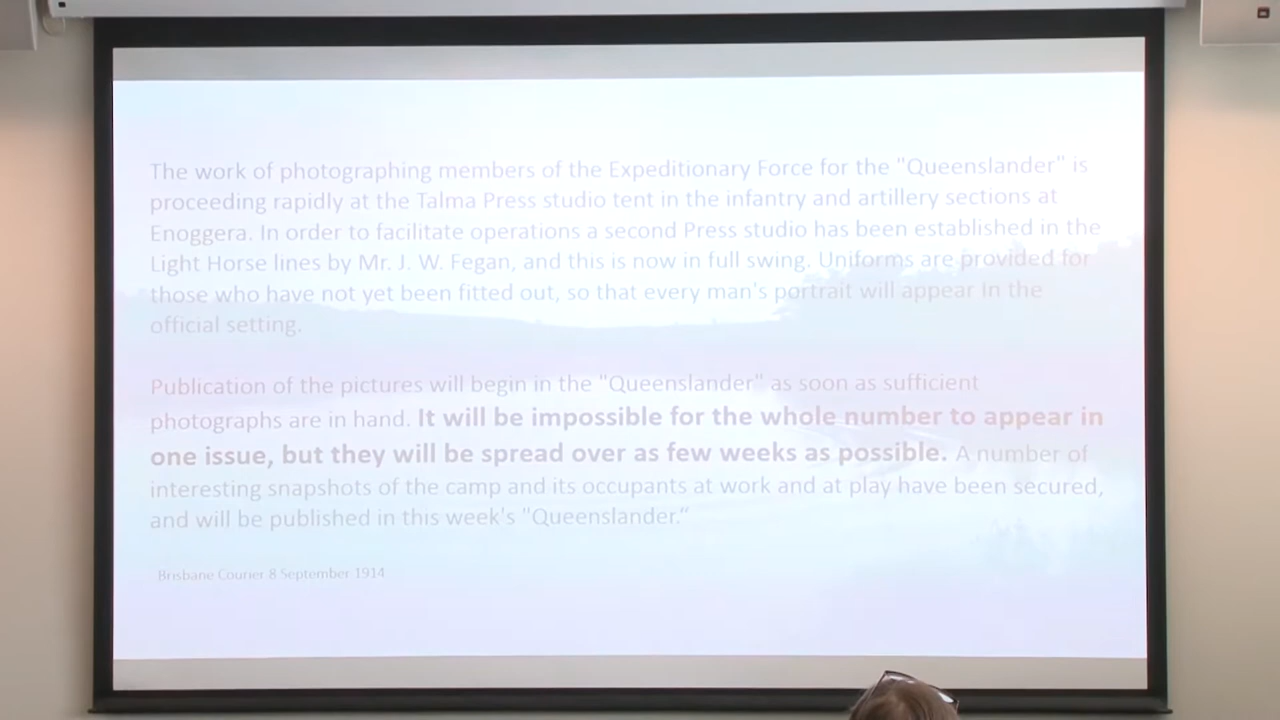 The work of photographing members of the Expeditionary Force for the "Queenslander" is
proceeding rapidly at the Talma Press studio tent in the infantry and artillery sections at
Enoggera. In order to facilitate operations a second Press studio has been established in the
Light Horse lines by Mr. J. W. Fegan, and this is now in full swing. Uniforms are provided for
those who have not yet been fitted out, so that every man's portrait will appear In the
official setting.
Publication of the pictures will begin in the "Queenslander" as soon as sufficient
photographs are in hand. It will be impossible for the whole number to appear in
one issue, but they will be spread over as few weeks as possible. A number of
interesting snapshots of the camp and its occupants at work and at play have been secured,
and will be published in this week's "Queenslander.“
Brisbane Courier 8 September 1914